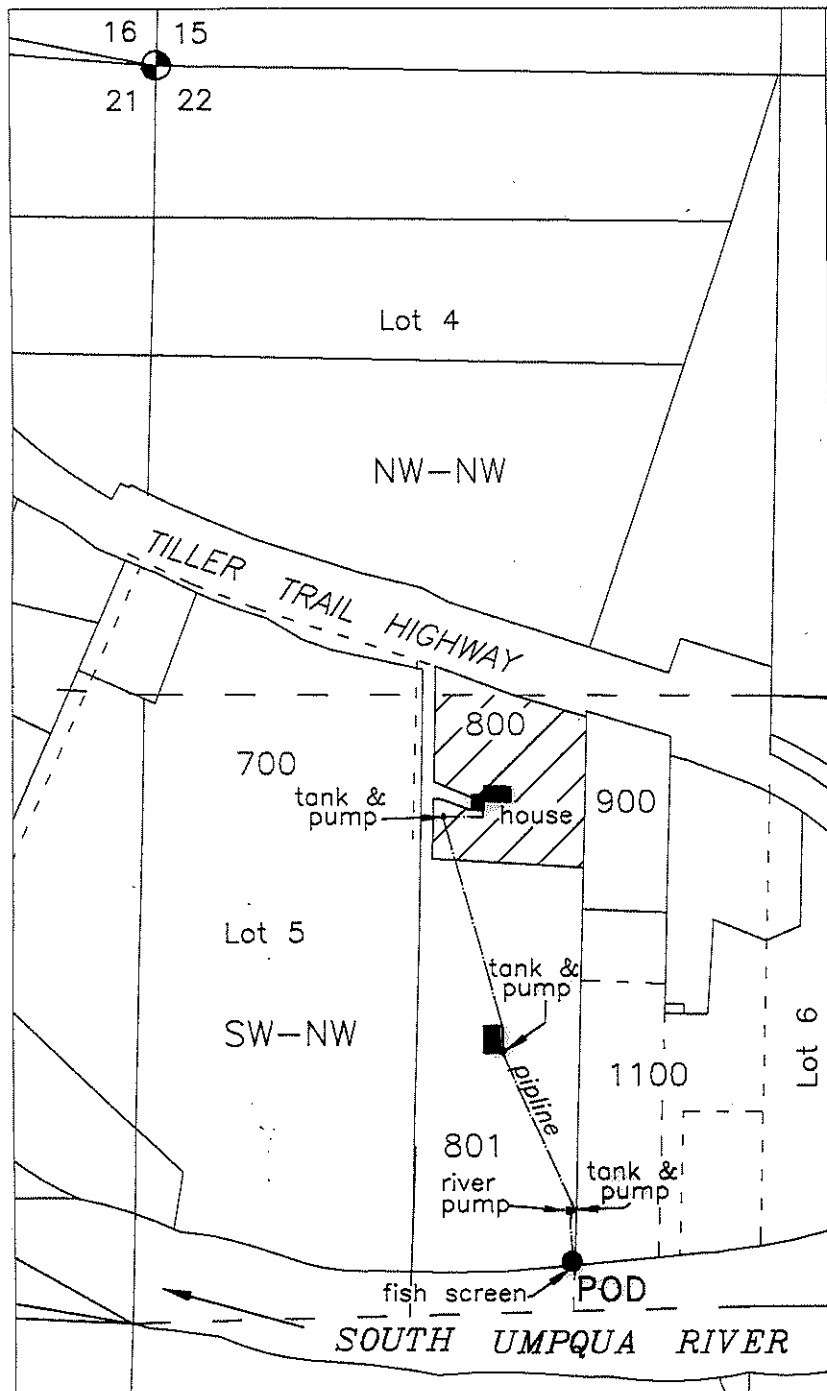 16 15
21 22
Lot 4
NW-NW
TILLER TRAIL HIGHWAY
800
700
tank &
pump
house
900
Lot 5
tank &
pump
SW-NW
Lot 6
pipline
1100
801
tank &
pump
river
pump
fish screen
POD
SOUTH UMPQUA RIVER